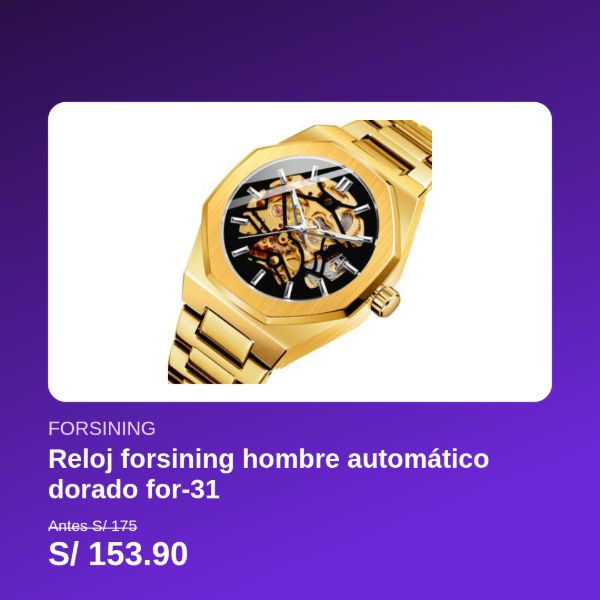 FORSINING
Reloj forsining hombre automático
dorado for-31
Antes S/ 175
S/ 153.90